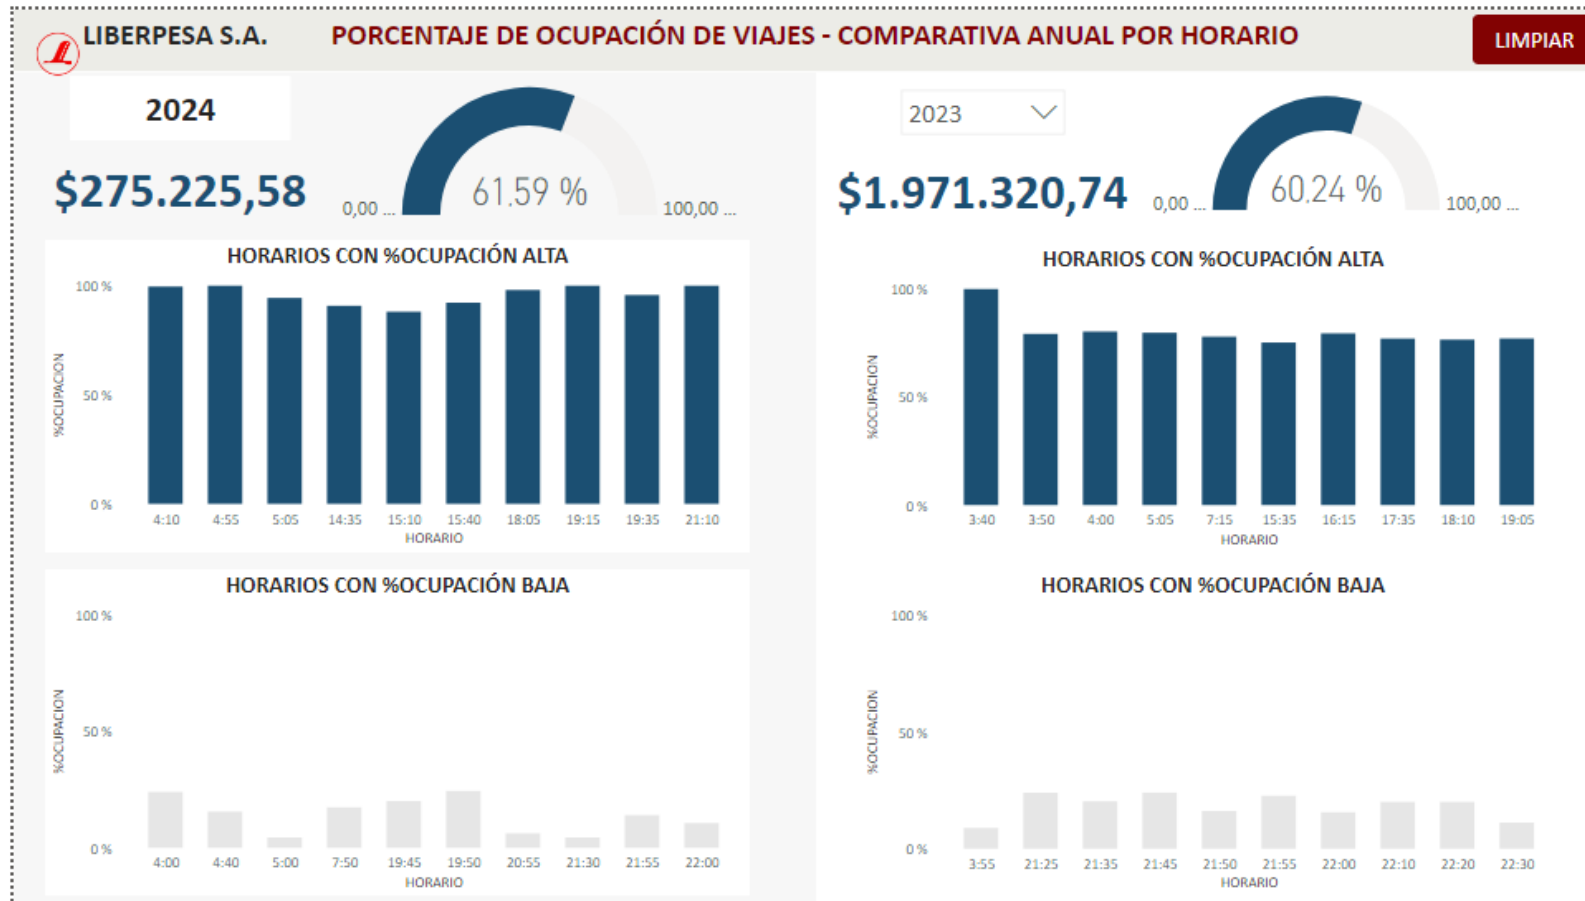 LIBERPESA S.A.
PORCENTAJE DE OCUPACIÓN DE VIAJES - COMPARATIVA ANUAL POR HORARIO
LIMPIAR
2024
$275.225,58
61,59 %
0,00 ...
100,00 ...
HORARIOS CON %OCUPACIÓN ALTA
%OCUPACION
100 %
50 %
0 %
4:10 4:55 5:05 14:35 15:10 15:40 18:05 19:15 19:35 21:10
HORARIO
HORARIOS CON %OCUPACIÓN BAJA
%OCUPACION
100 %
50 %
0 %
4:00 4:40 5:00 7:50 19:45 19:50 20:55 21:30 21:55 22:00
HORARIO
2023
$1.971.320,74
60,24 %
0,00 ...
100,00 ...
HORARIOS CON %OCUPACIÓN ALTA
%OCUPACION
100 %
50 %
0 %
3:40 3:50 4:00 5:05 7:15 15:35 16:15 17:35 18:10 19:05
HORARIO
HORARIOS CON %OCUPACIÓN BAJA
%OCUPACION
100 %
50 %
0 %
3:55 21:25 21:35 21:45 21:50 21:55 22:00 22:10 22:20 22:30
HORARIO